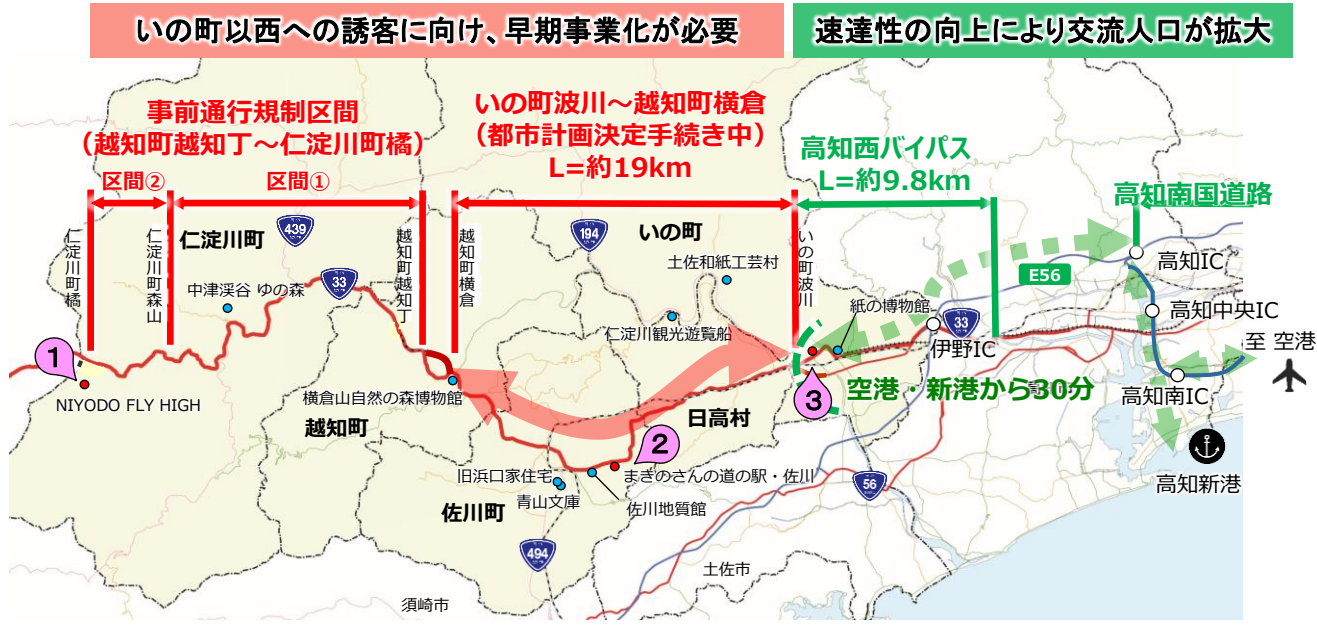 いの町以西への誘客に向け、早期事業化が必要
速達性の向上により交流人口が拡大
事前通行規制区間
(越知町越知丁～仁淀川町橘)
区間②
区間①
いの町波川～越知町横倉
(都市計画決定手続き中)
L=約19km
高知西バイパス
L=約9.8km
高知南国道路
仁淀川町橘
仁淀川町森山
仁淀川町
439
33
越知町越知丁
越知町横倉
194
いの町
いの町波川
土佐和紙工芸村
中津渓谷 ゆの森
仁淀川観光遊覧船
紙の博物館
E56
33
伊野IC
高知IC
高知中央IC
至 空港
高知南IC
高知新港
空港・新港から30分
1
NIYODO FLY HIGH
横倉山自然の森博物館
越知町
3
日高村
2
まきのさんの道の駅・佐川
旧浜口家住宅
青山文庫
佐川地質館
佐川町
494
56
土佐市
須崎市